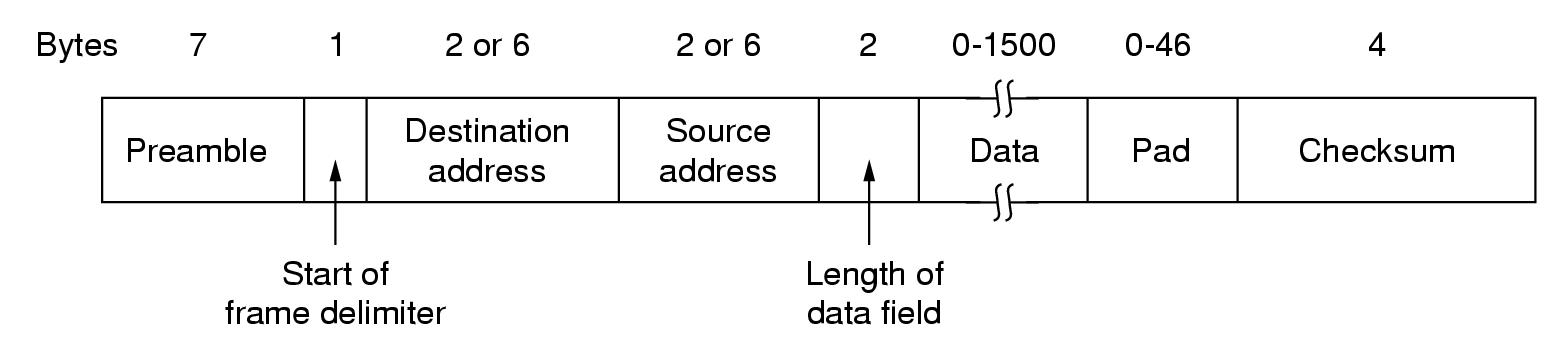 Bytes 7 1 2 or 6 2 or 6 2 0-1500 0-46 4
Preamble
Destination
address
Source
address
Data
Pad
Checksum
Start of
frame delimiter
Length of
data field